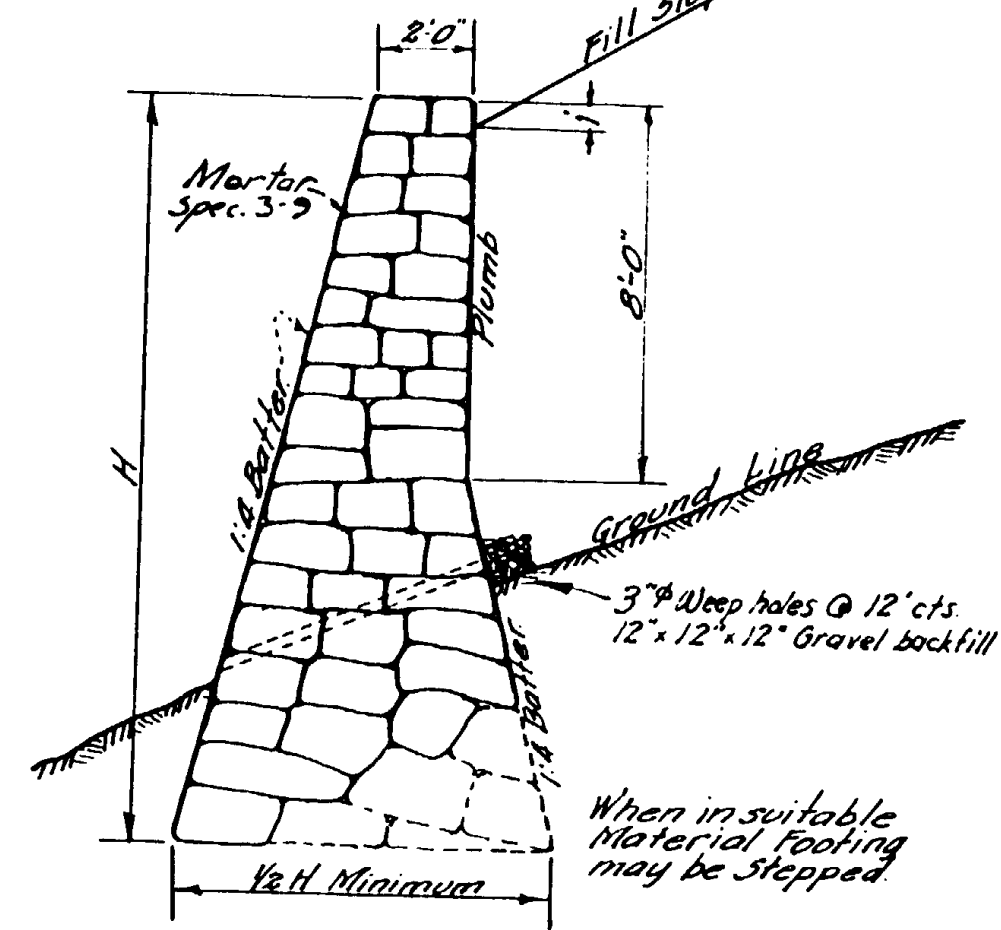 2'-0"
Fill
1'
Mortar
Spec. 3-9
Plumb
8'-0"
1:4 Batter
H
Ground Line
3"φ Weep holes @ 12' cts.
12" x 12" x 12" Gravel backfill
1:4 Batter
When in suitable
Material Footing
may be Stepped.
1/2 H Minimum